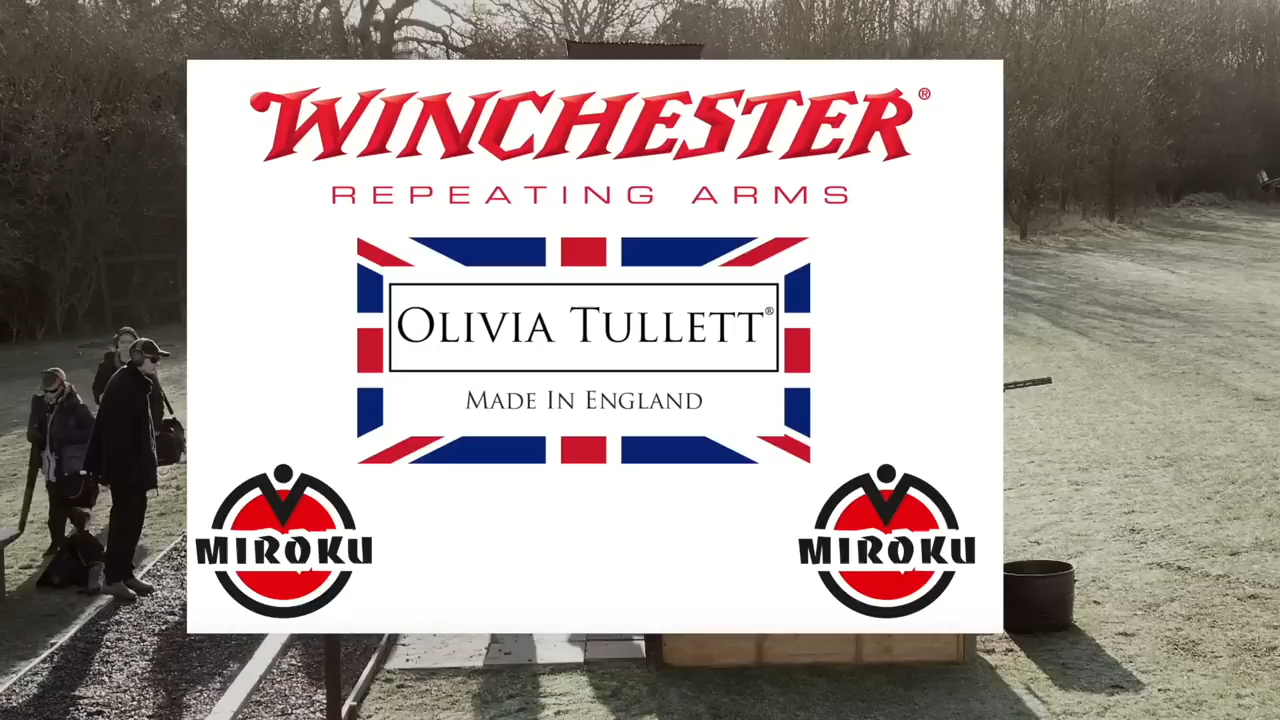 WINCHESTER®
REPEATING ARMS
OLIVIA TULLETT®
MADE IN ENGLAND
MIROKU MIROKU